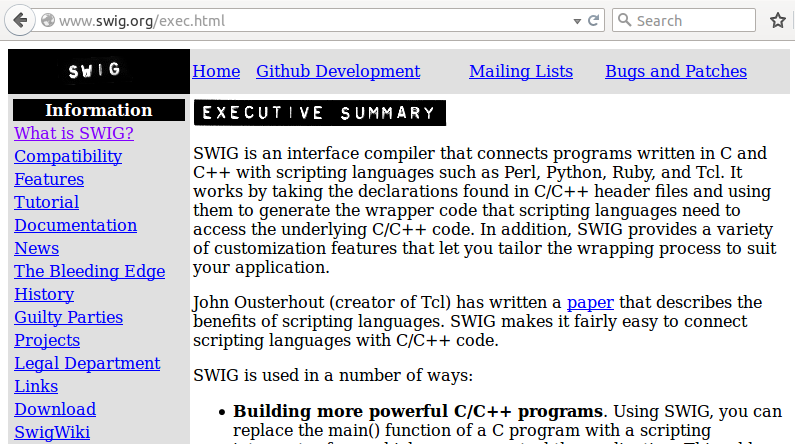 www.swig.org/exec.html
Search
SWIG
Home Github Development Mailing Lists Bugs and Patches
Information
What is SWIG?
Compatibility
Features
Tutorial
Documentation
News
The Bleeding Edge
History
Guilty Parties
Projects
Legal Department
Links
Download
SwigWiki
EXECUTIVE SUMMARY
SWIG is an interface compiler that connects programs written in C and
C++ with scripting languages such as Perl, Python, Ruby, and Tcl. It
works by taking the declarations found in C/C++ header files and using
them to generate the wrapper code that scripting languages need to
access the underlying C/C++ code. In addition, SWIG provides a variety
of customization features that let you tailor the wrapping process to suit
your application.
John Ousterhout (creator of Tcl) has written a paper that describes the
benefits of scripting languages. SWIG makes it fairly easy to connect
scripting languages with C/C++ code.
SWIG is used in a number of ways:
• Building more powerful C/C++ programs. Using SWIG, you can
replace the main() function of a C program with a scripting